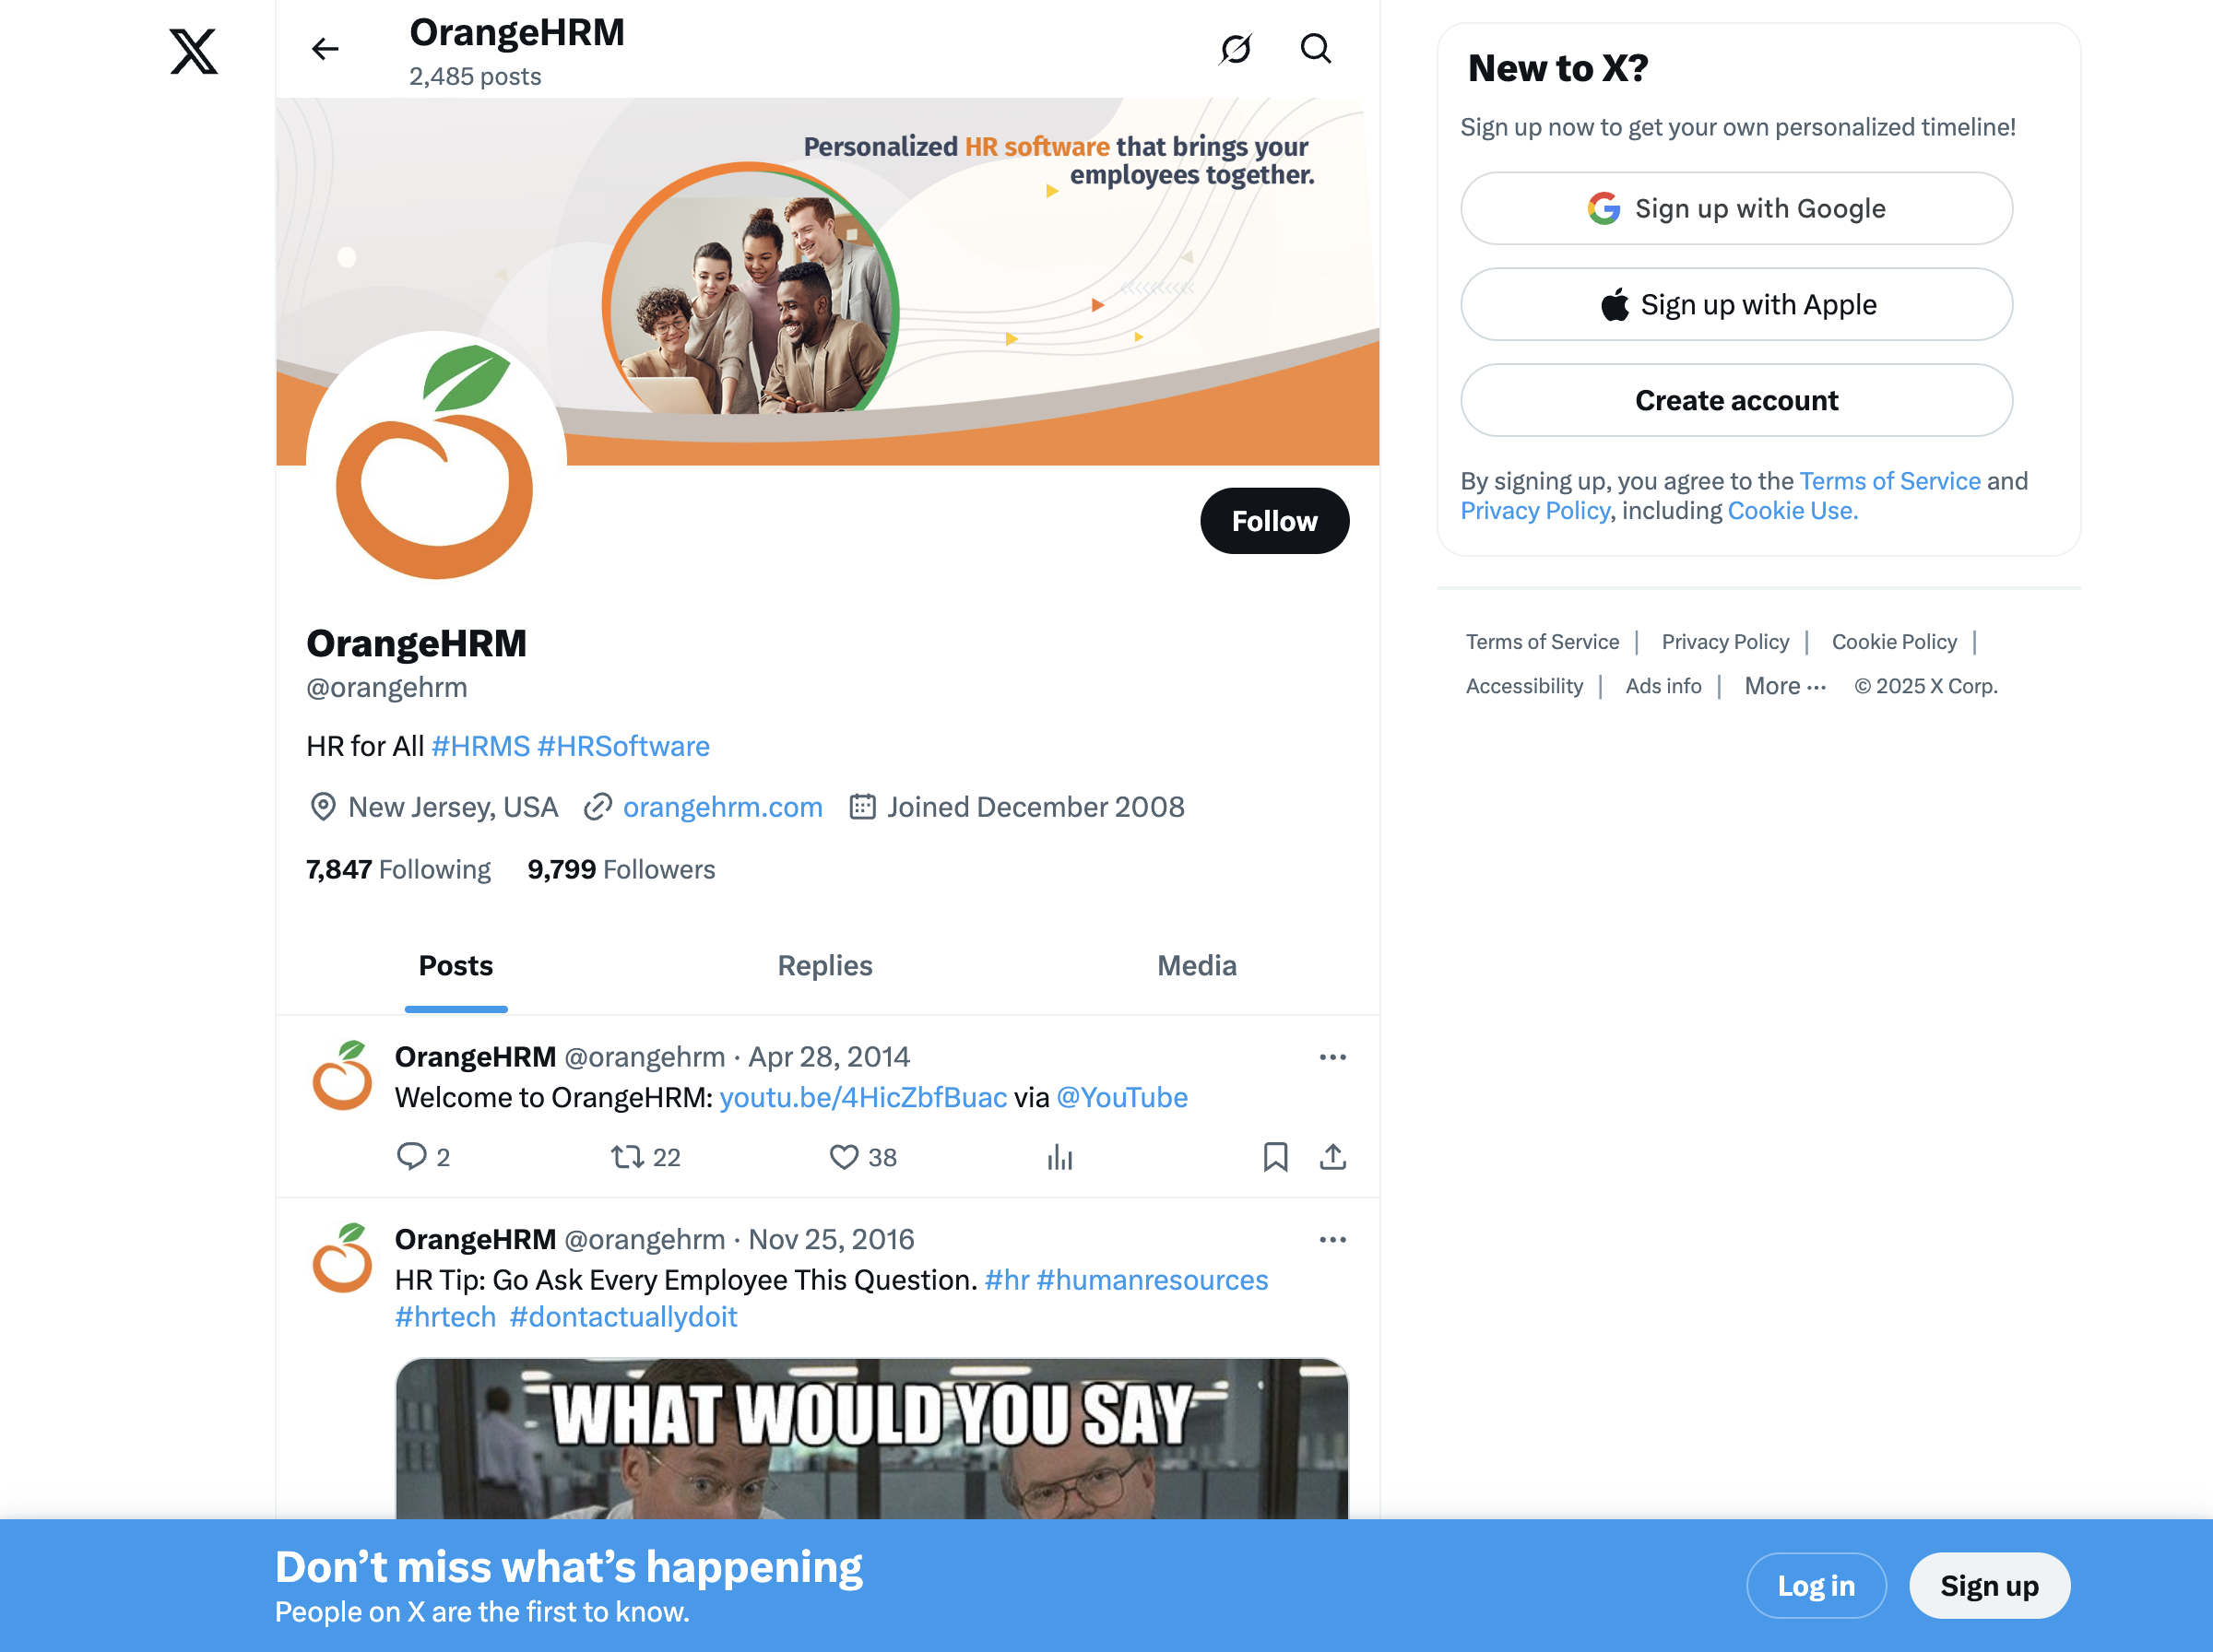 OrangeHRM
2,485 posts
Personalized HR software that brings your
employees together.
Follow
OrangeHRM
@orangehrm
HR for All #HRMS #HRSoftware
New Jersey, USA orangehrm.com Joined December 2008
7,847 Following 9,799 Followers
Posts Replies Media
OrangeHRM @orangehrm · Apr 28, 2014
Welcome to OrangeHRM: youtu.be/4HicZbfBuac via @YouTube
2 22 38
OrangeHRM @orangehrm · Nov 25, 2016
HR Tip: Go Ask Every Employee This Question. #hr #humanresources
#hrtech #dontactuallydoit
WHAT WOULD YOU SAY
New to X?
Sign up now to get your own personalized timeline!
Sign up with Google
Sign up with Apple
Create account
By signing up, you agree to the Terms of Service and
Privacy Policy, including Cookie Use.
Terms of Service | Privacy Policy | Cookie Policy |
Accessibility | Ads info | More ··· © 2025 X Corp.
Don’t miss what’s happening
People on X are the first to know.
Log in
Sign up